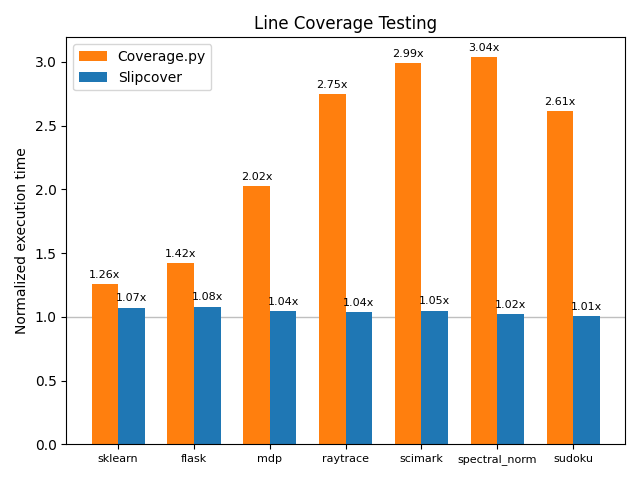 Line Coverage Testing
Coverage.py
Slipcover
Normalized execution time
3.0
2.5
2.0
1.5
1.0
0.5
0.0
1.26x
1.07x
1.42x
1.08x
2.02x
1.04x
2.75x
1.04x
2.99x
1.05x
3.04x
1.02x
2.61x
1.01x
sklearn
flask
mdp
raytrace
scimark
spectral_norm
sudoku